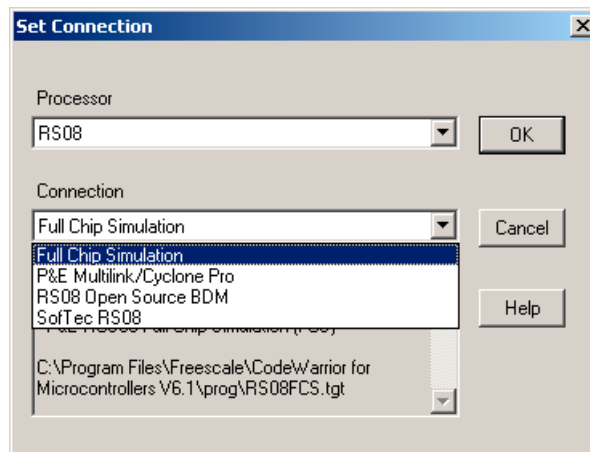 Set Connection
Processor
RS08
OK
Connection
Full Chip Simulation
Cancel
Full Chip Simulation
P&E Multilink/Cyclone Pro
RS08 Open Source BDM
SofTec RS08
Help
C:\Program Files\Freescale\CodeWarrior for
Microcontrollers V6.1\prog\RS08FCS.tgt